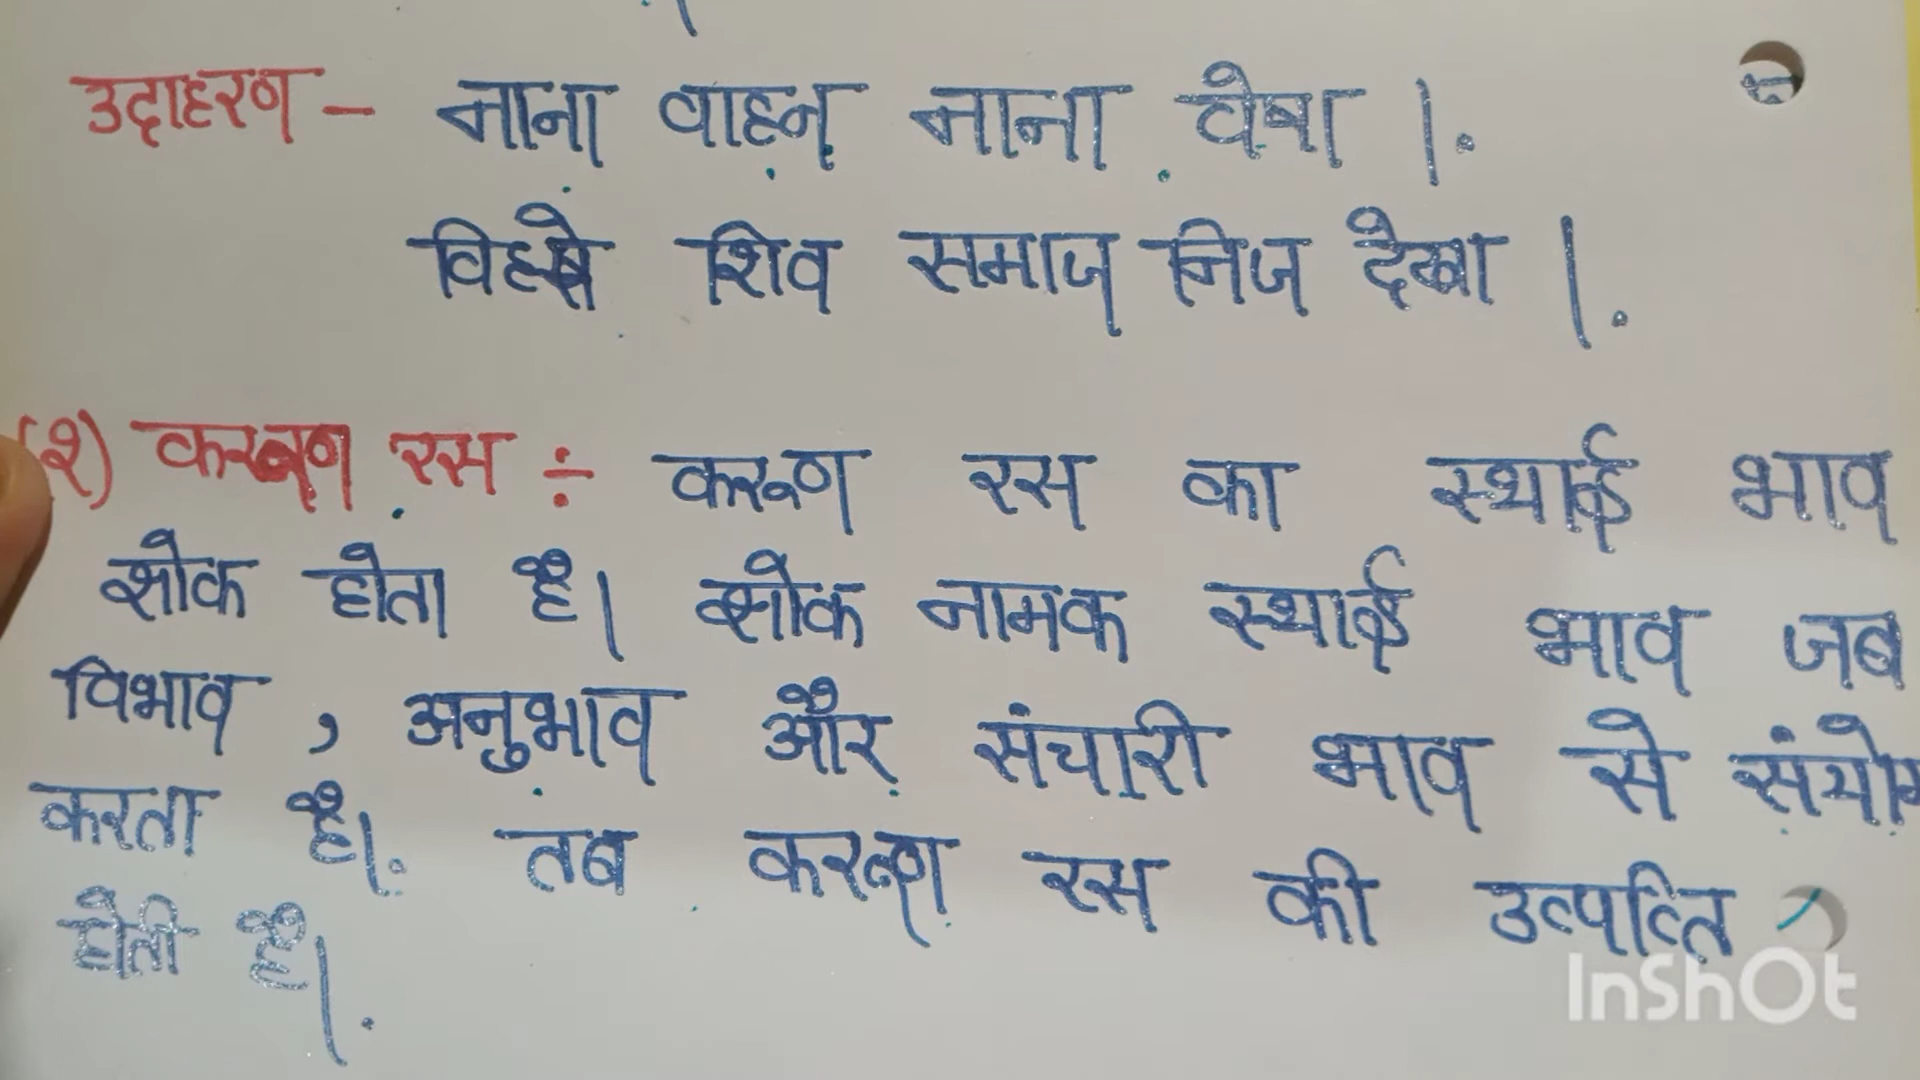 उदाहरण - नाना वाहन नाना वेषा ।.
विहसे शिव समाज निज देखा ।.
(२) करूण रस ÷ करूण रस का स्थाई भाव
शोक होता है। शोक नामक स्थाई भाव जब
विभाव , अनुभाव और संचारी भाव से संयोग
करता है।. तब करूण रस की उत्पत्ति
होती है।.
InShOt